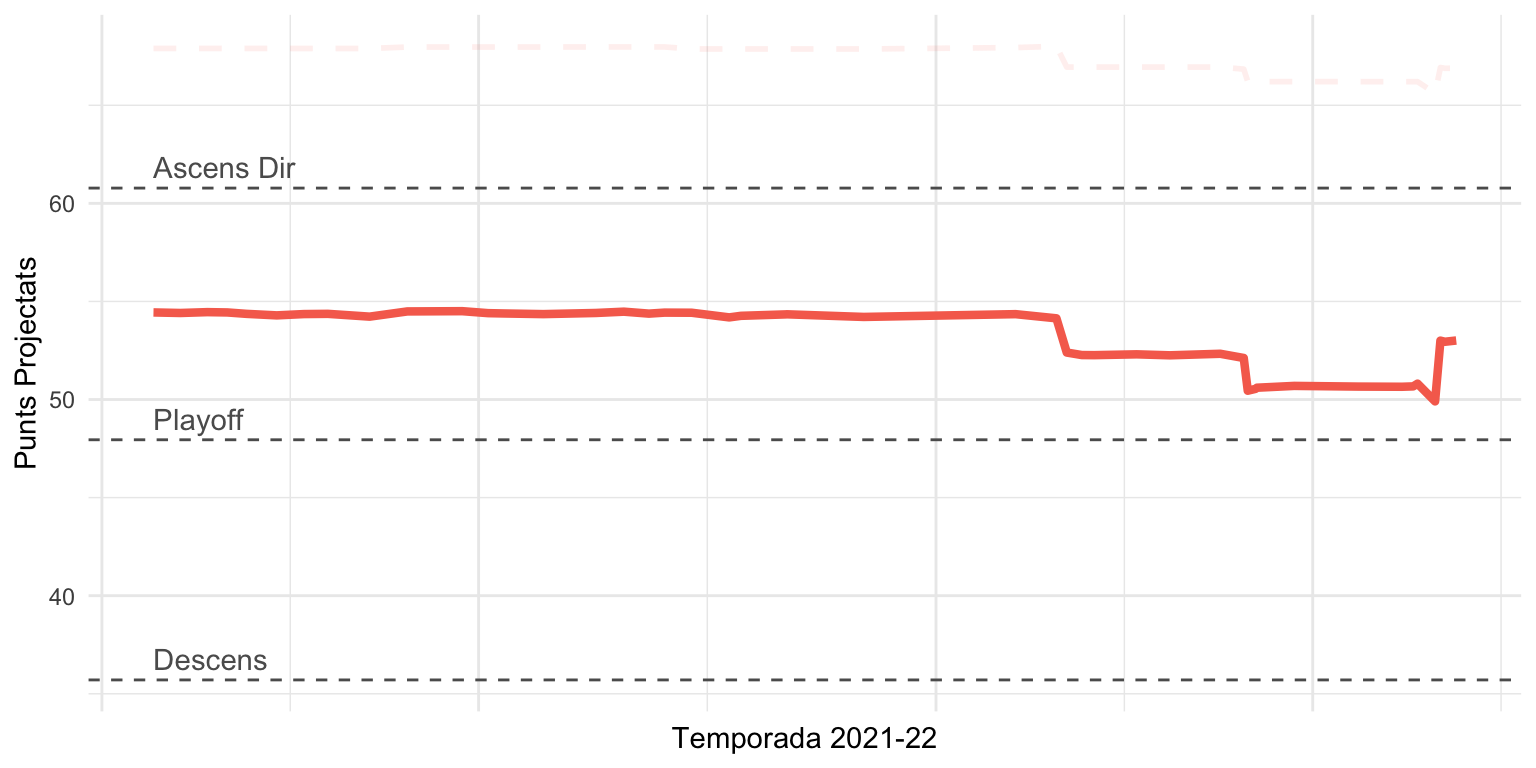 Ascens Dir
60
50
Playoff
40
Descens
Punts Projectats
Temporada 2021-22